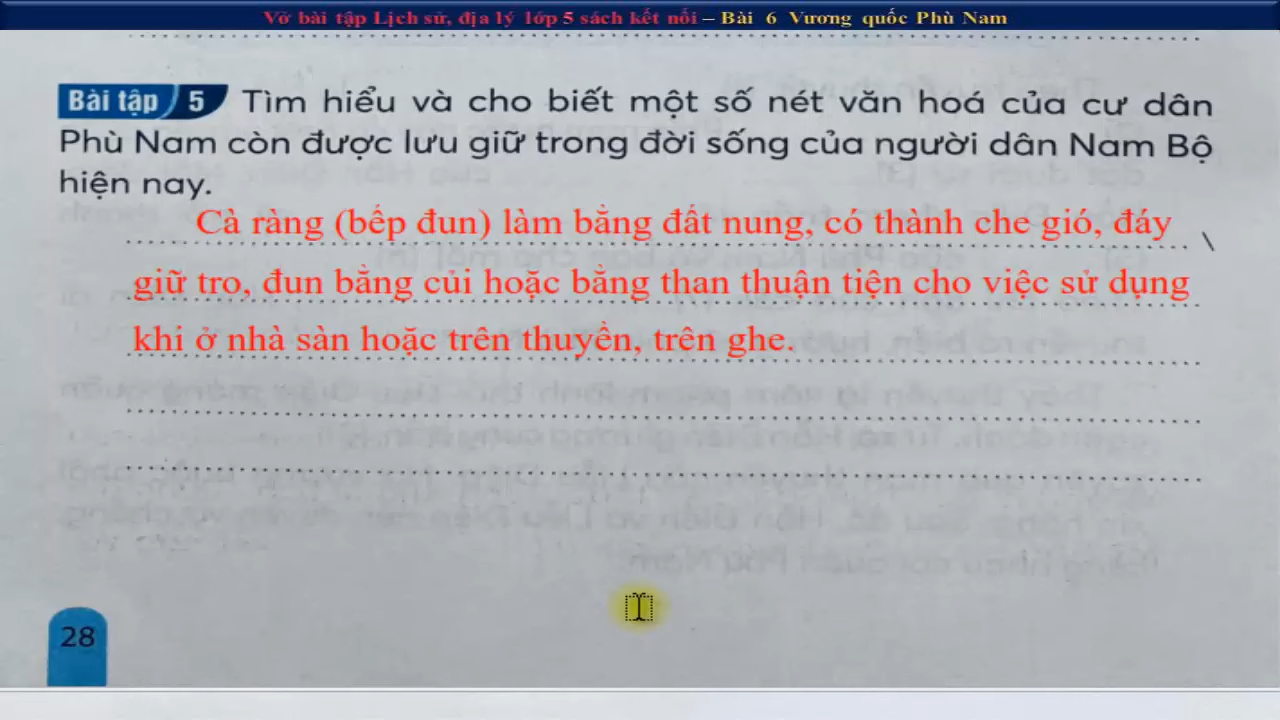 Vở bài tập Lịch sử, địa lý lớp 5 sách kết nối – Bài 6 Vương quốc Phù Nam
Bài tập 5 Tìm hiểu và cho biết một số nét văn hoá của cư dân
Phù Nam còn được lưu giữ trong đời sống của người dân Nam Bộ
hiện nay.
Cà ràng (bếp đun) làm bằng đất nung, có thành che gió, đáy
giữ tro, đun bằng củi hoặc bằng than thuận tiện cho việc sử dụng
khi ở nhà sàn hoặc trên thuyền, trên ghe.
28